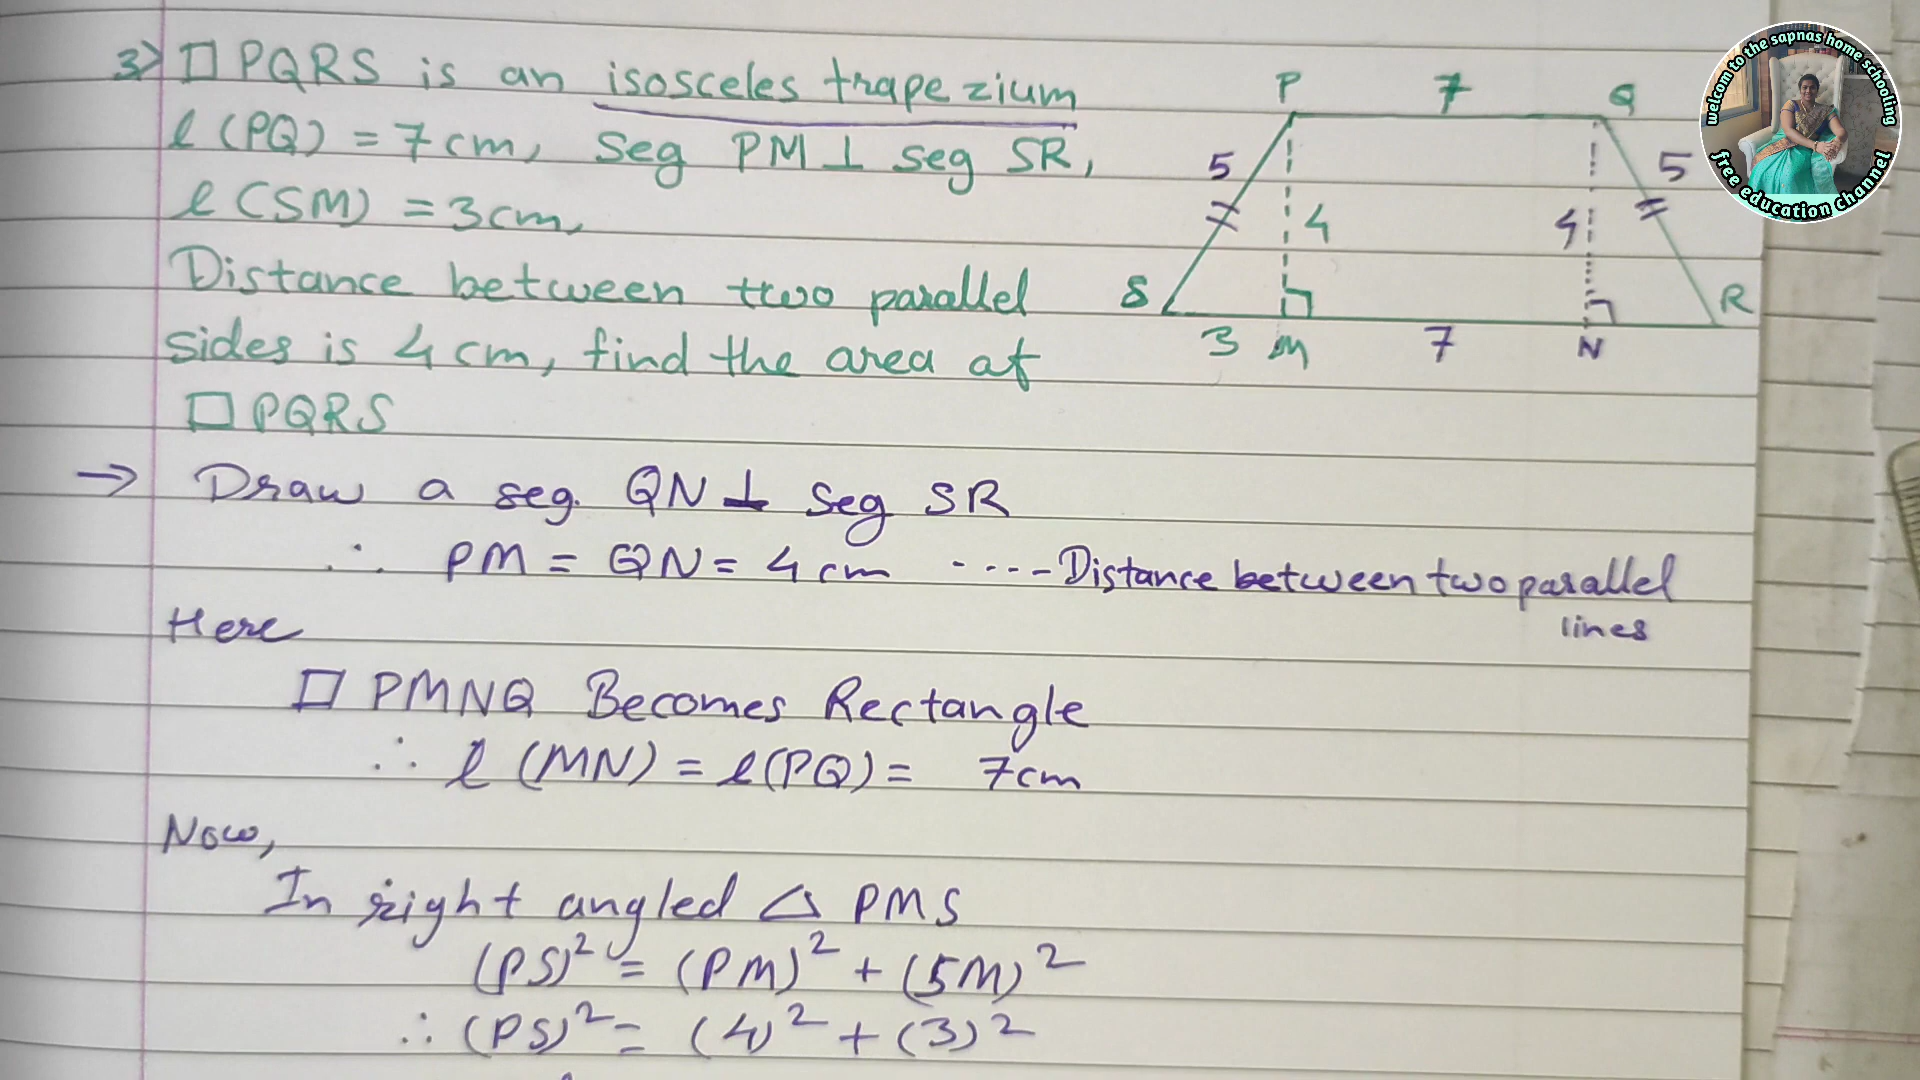 3) □ PQRS is an isosceles trapezium
l (PQ) = 7cm, seg PM ⊥ seg SR,
l (SM) = 3cm,
Distance between two parallel
sides is 4 cm, find the area of
□ PQRS
P 7 Q
5 4 4 5
S 3 M 7 N R
→ Draw a seg. QN ⊥ seg SR
∴ PM = QN = 4 cm ---- Distance between two parallel
lines
Here
□ PMNQ Becomes Rectangle
∴ l (MN) = l(PQ) = 7cm
Now,
In right angled △ PMS
(PS)² = (PM)² + (SM)²
∴ (PS)² = (4)² + (3)²
welcom to the sapnas home schooling
free education channel